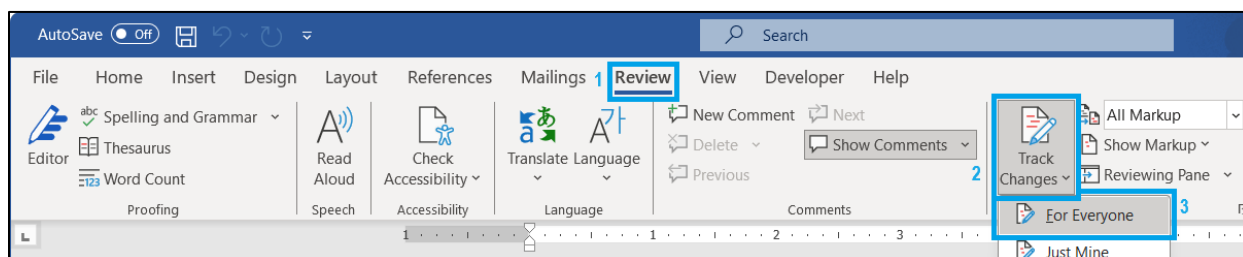 AutoSave Off Search
File Home Insert Design Layout References Mailings 1 Review View Developer Help
abc Spelling and Grammar New Comment Next All Markup
Editor Thesaurus Read Aloud Check Accessibility Translate Language Delete Show Comments Track Changes Show Markup
123 Word Count Previous 2 Reviewing Pane
Proofing Speech Accessibility Language Comments For Everyone 3
L 1 1 2 3
Just Mine